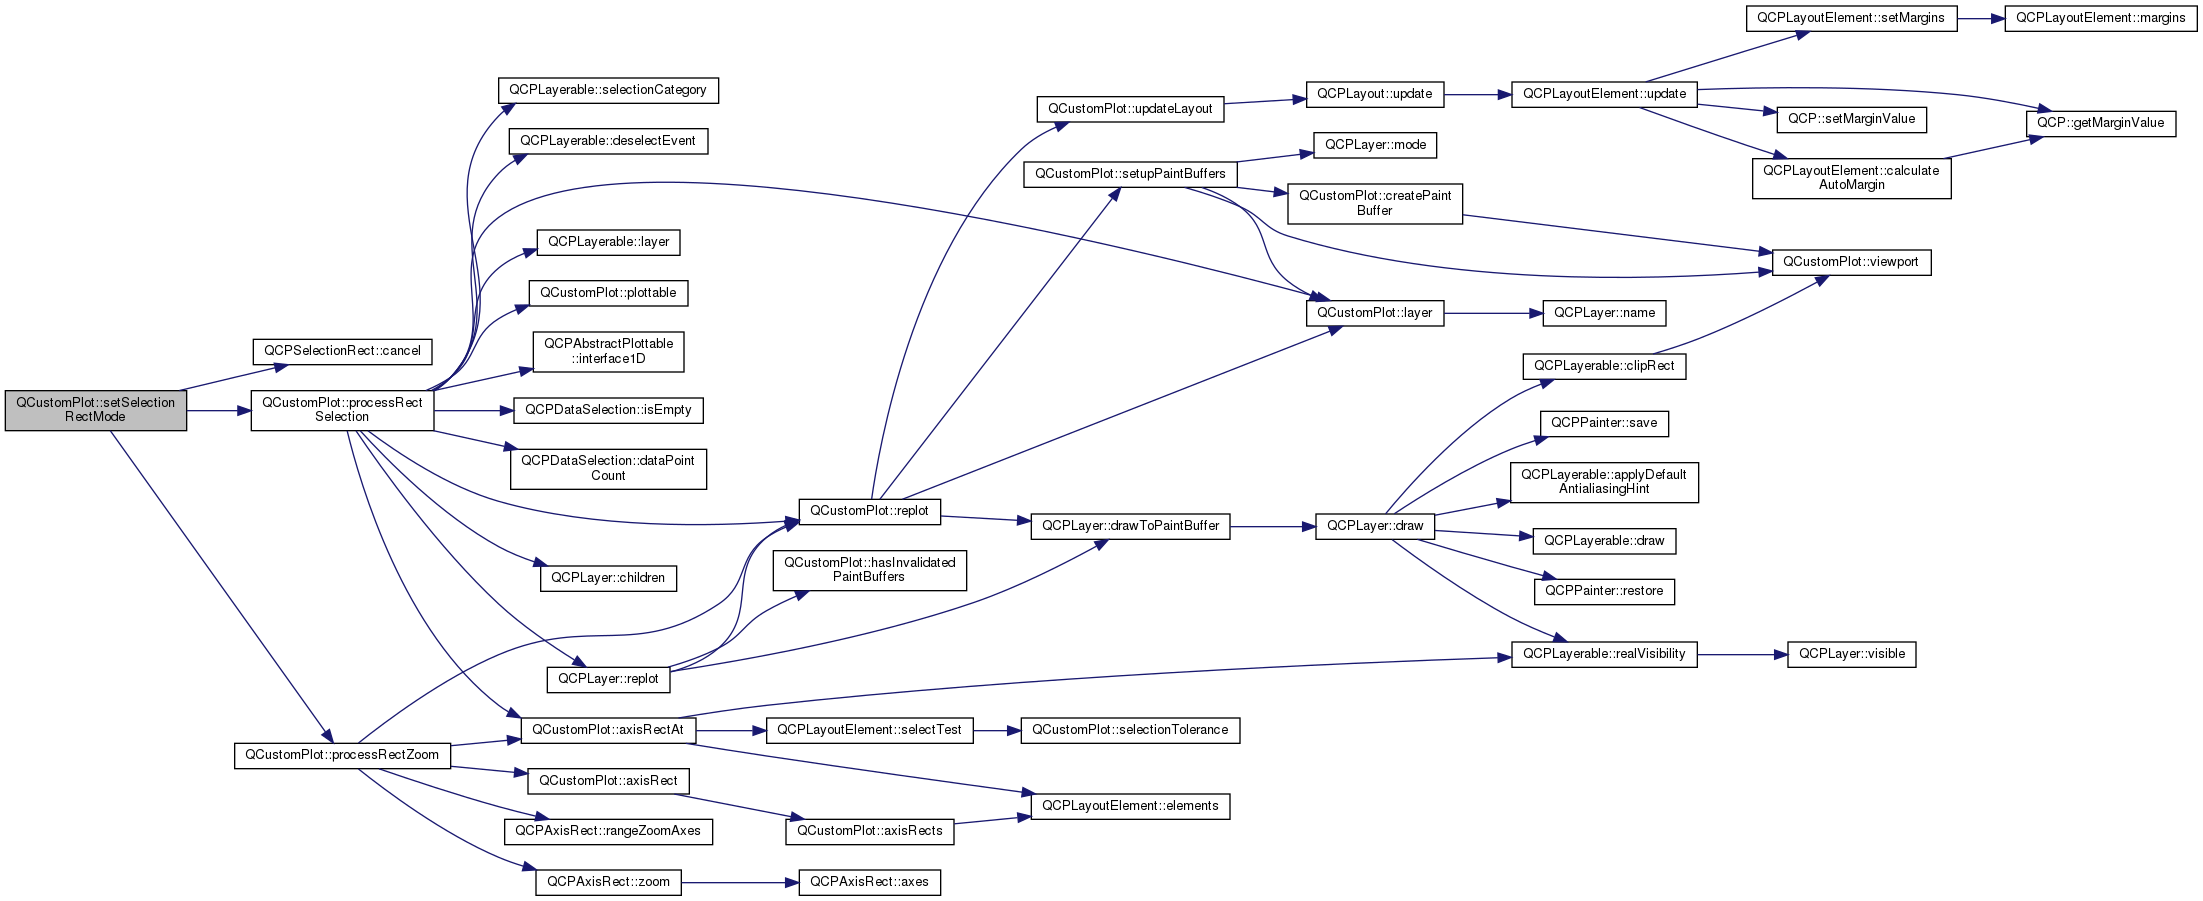 QCustomPlot::setSelection
RectMode
QCPSelectionRect::cancel
QCustomPlot::processRect
Selection
QCustomPlot::processRectZoom
QCPLayerable::selectionCategory
QCPLayerable::deselectEvent
QCPLayerable::layer
QCustomPlot::plottable
QCPAbstractPlottable
::interface1D
QCPDataSelection::isEmpty
QCPDataSelection::dataPoint
Count
QCPLayer::children
QCPLayer::replot
QCustomPlot::axisRectAt
QCustomPlot::axisRect
QCPAxisRect::rangeZoomAxes
QCPAxisRect::zoom
QCustomPlot::replot
QCustomPlot::hasInvalidated
PaintBuffers
QCPLayoutElement::selectTest
QCustomPlot::axisRects
QCPAxisRect::axes
QCustomPlot::updateLayout
QCustomPlot::setupPaintBuffers
QCPLayer::drawToPaintBuffer
QCustomPlot::selectionTolerance
QCPLayoutElement::elements
QCPLayout::update
QCPLayer::mode
QCustomPlot::createPaint
Buffer
QCustomPlot::layer
QCPLayer::draw
QCPLayoutElement::update
QCPLayer::name
QCPLayerable::clipRect
QCPPainter::save
QCPLayerable::applyDefault
AntialiasingHint
QCPLayerable::draw
QCPPainter::restore
QCPLayerable::realVisibility
QCPLayoutElement::setMargins
QCP::setMarginValue
QCPLayoutElement::calculate
AutoMargin
QCustomPlot::viewport
QCPLayer::visible
QCPLayoutElement::margins
QCP::getMarginValue